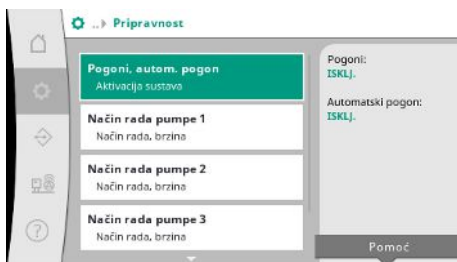 ..▸ Pripravnost
Pogoni, autom. pogon
Aktivacija sustava
Način rada pumpe 1
Način rada, brzina
Način rada pumpe 2
Način rada, brzina
Način rada pumpe 3
Način rada, brzina
Pogoni:
ISKLJ.
Automatski pogon:
ISKLJ.
Pomoć